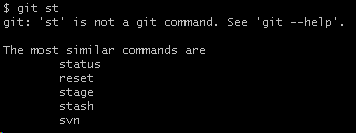 $ git st
git: 'st' is not a git command. See 'git --help'.

The most similar commands are
        status
        reset
        stage
        stash
        svn